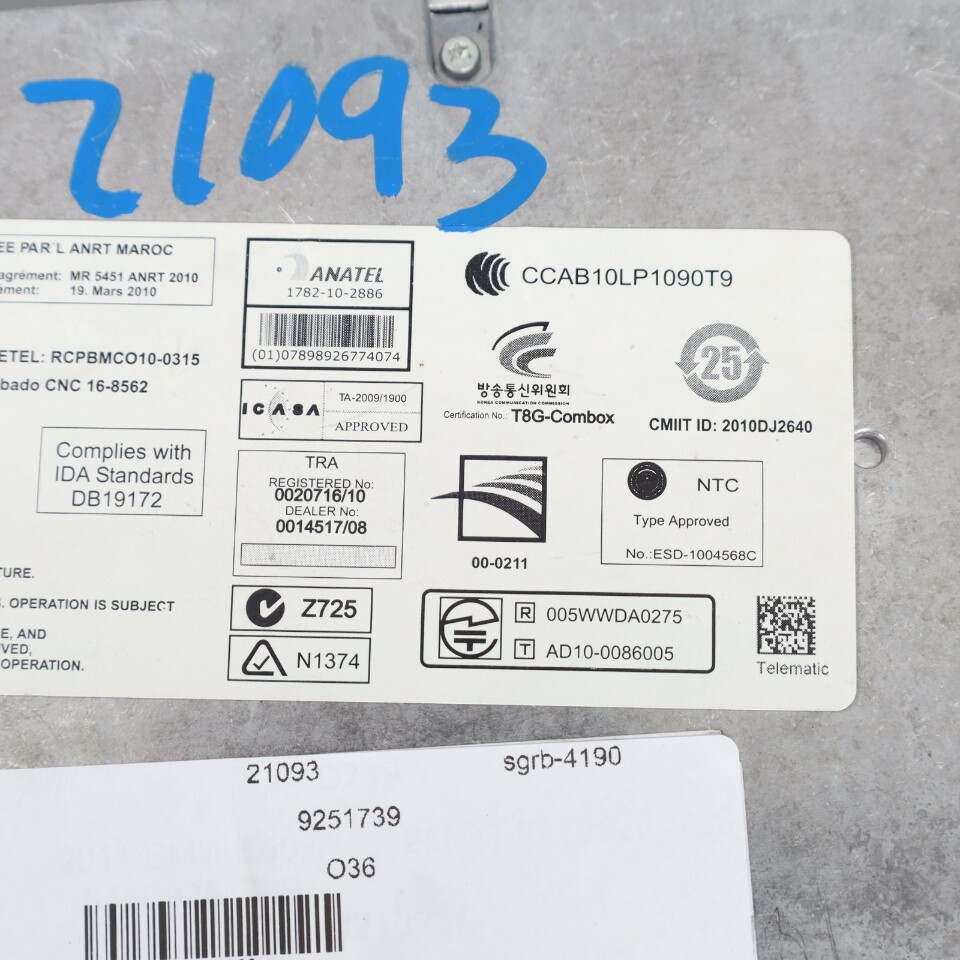 21093
EE PAR'L ANRT MAROC
agrément: MR 5451 ANRT 2010
ément: 19. Mars 2010
ETEL: RCPBMCO10-0315
bado CNC 16-8562
Complies with
IDA Standards
DB19172
TURE.
S. OPERATION IS SUBJECT
E, AND
VED,
OPERATION.
ANATEL
1782-10-2886
(01)07898926774074
ICASA
TA-2009/1900
APPROVED
TRA
REGISTERED No:
0020716/10
DEALER No:
0014517/08
Z725
N1374
CCAB10LP1090T9
방송통신위원회
KOREA COMMUNICATIONS COMMISSION
Certification No.: T8G-Combox
25
CMIIT ID: 2010DJ2640
00-0211
NTC
Type Approved
No.:ESD-1004568C
R 005WWDA0275
T AD10-0086005
Telematic
21093 sgrb-4190
9251739
O36